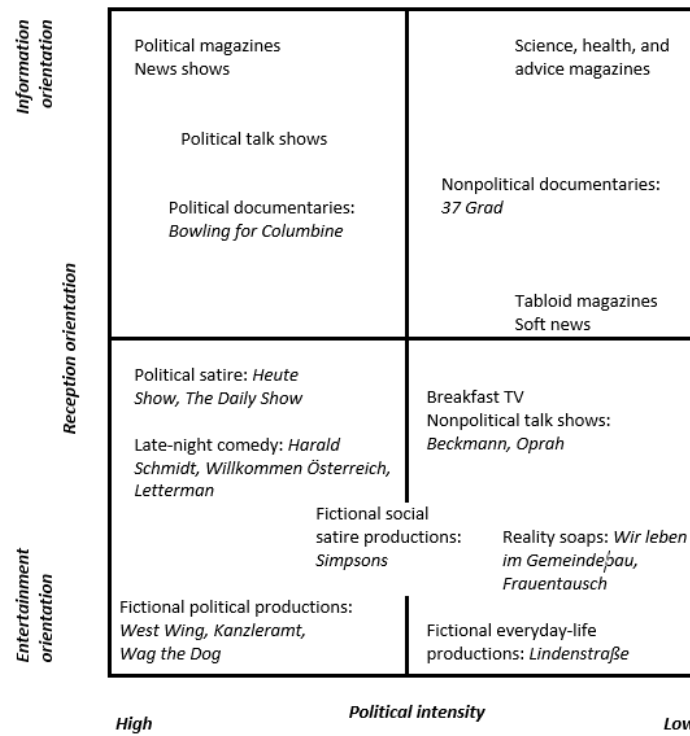 Information
orientation
Political magazines
News shows
Science, health, and
advice magazines
Political talk shows
Nonpolitical documentaries:
37 Grad
Political documentaries:
Bowling for Columbine
Reception orientation
Tabloid magazines
Soft news
Political satire: Heute
Show, The Daily Show
Breakfast TV
Nonpolitical talk shows:
Beckmann, Oprah
Late-night comedy: Harald
Schmidt, Willkommen Österreich,
Letterman
Fictional social
satire productions:
Simpsons
Reality soaps: Wir leben
im Gemeindebau,
Frauentausch
Entertainment
orientation
Fictional political productions:
West Wing, Kanzleramt,
Wag the Dog
Fictional everyday-life
productions: Lindenstraße
High
Political intensity
Low